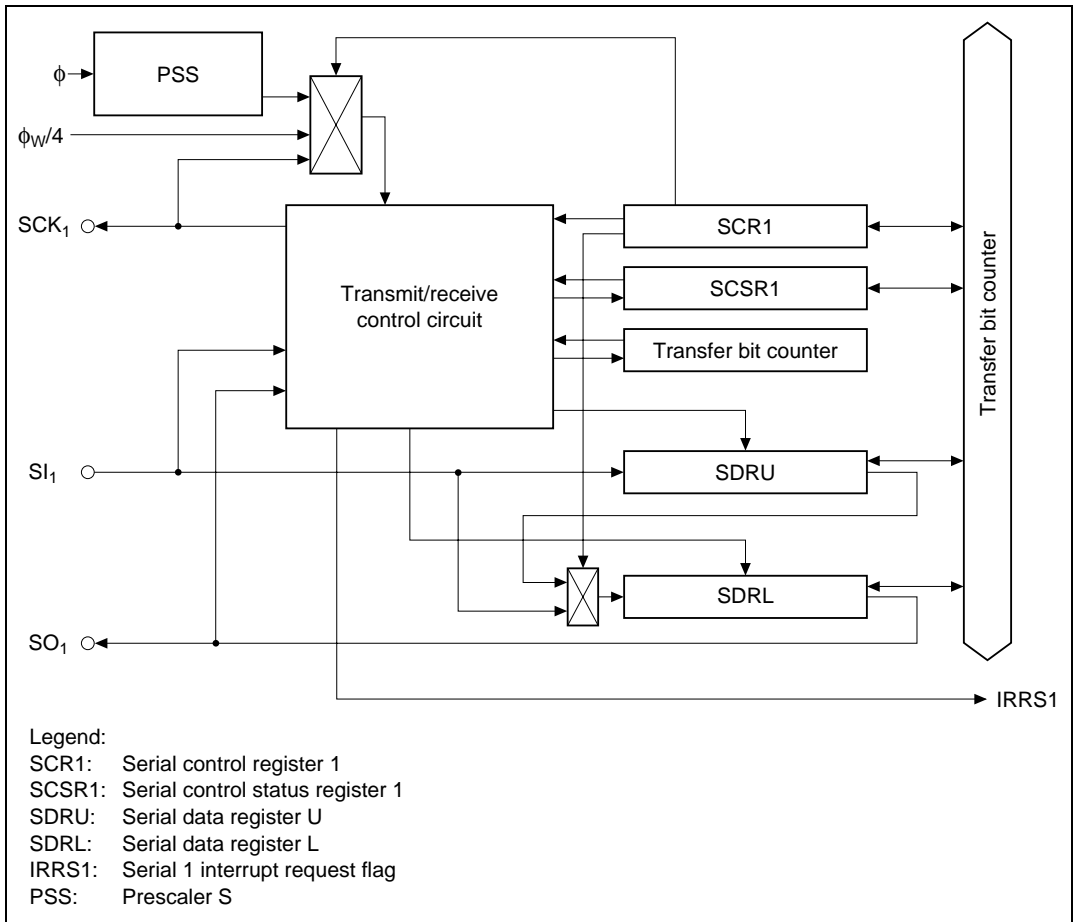 ϕ
PSS
ϕW/4
SCK1
SCR1
SCSR1
Transmit/receive
control circuit
Transfer bit counter
Transfer bit counter
SI1
SDRU
SDRL
SO1
IRRS1
Legend:
SCR1: Serial control register 1
SCSR1: Serial control status register 1
SDRU: Serial data register U
SDRL: Serial data register L
IRRS1: Serial 1 interrupt request flag
PSS: Prescaler S